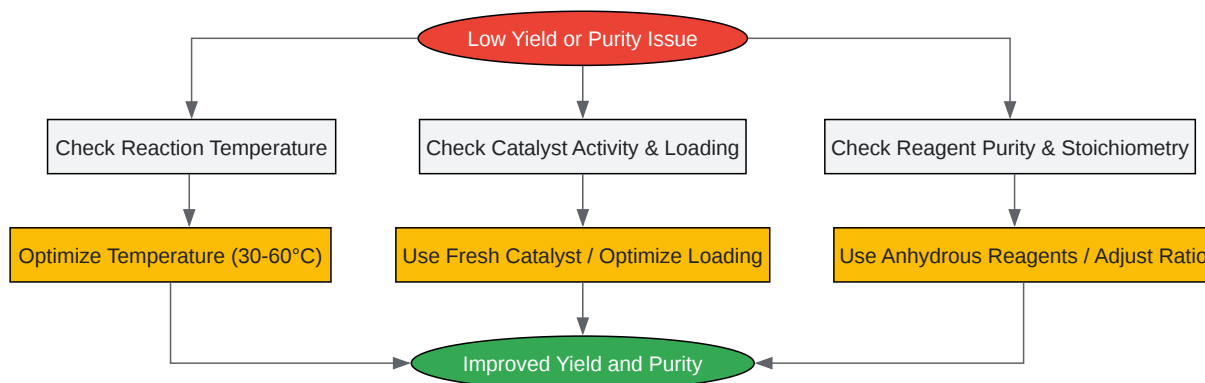 Low Yield or Purity Issue
Check Reaction Temperature
Check Catalyst Activity & Loading
Check Reagent Purity & Stoichiometry
Optimize Temperature (30-60°C)
Use Fresh Catalyst / Optimize Loading
Use Anhydrous Reagents / Adjust Ratio
Improved Yield and Purity